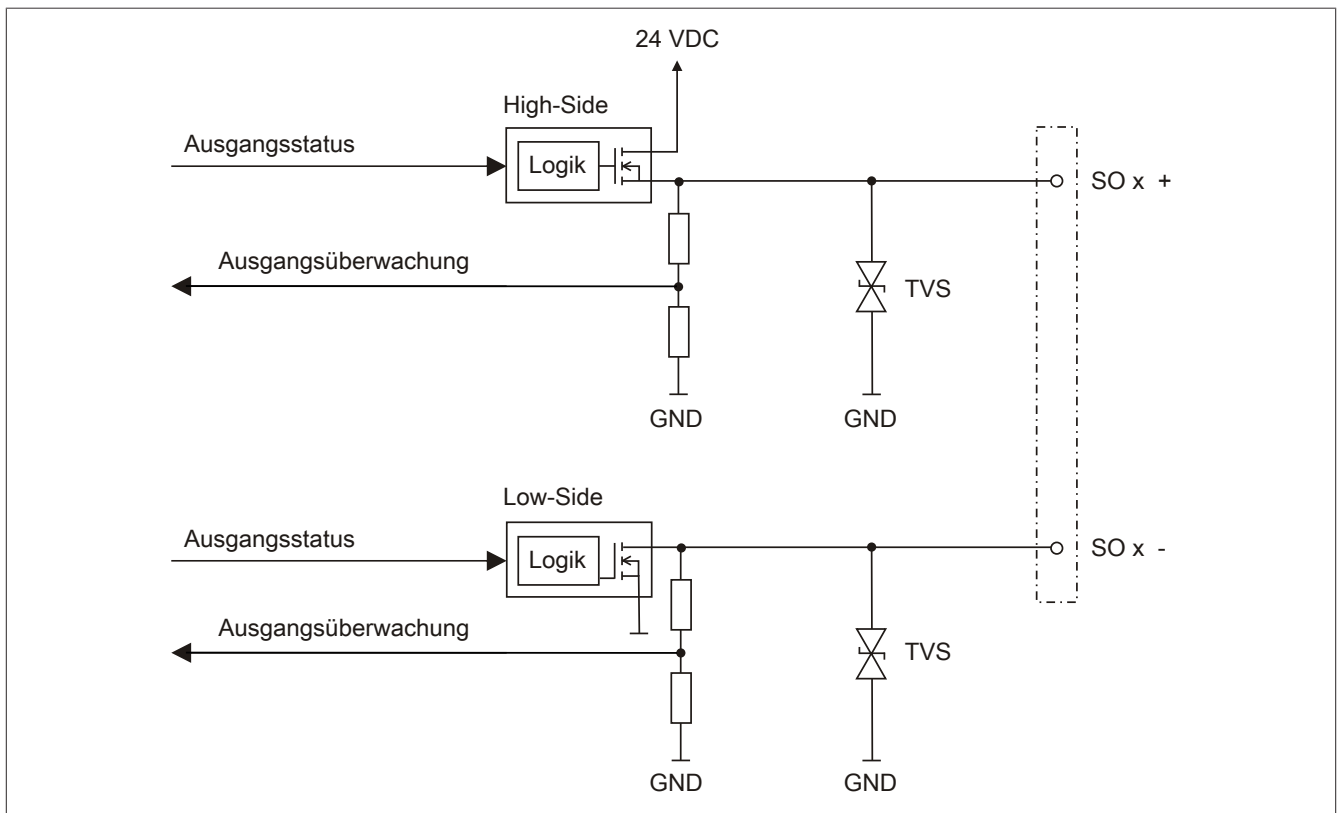 24 VDC
High-Side
Ausgangsstatus
Logik
SO x +
Ausgangsüberwachung
TVS
GND
GND
Low-Side
Ausgangsstatus
Logik
SO x -
Ausgangsüberwachung
TVS
GND
GND